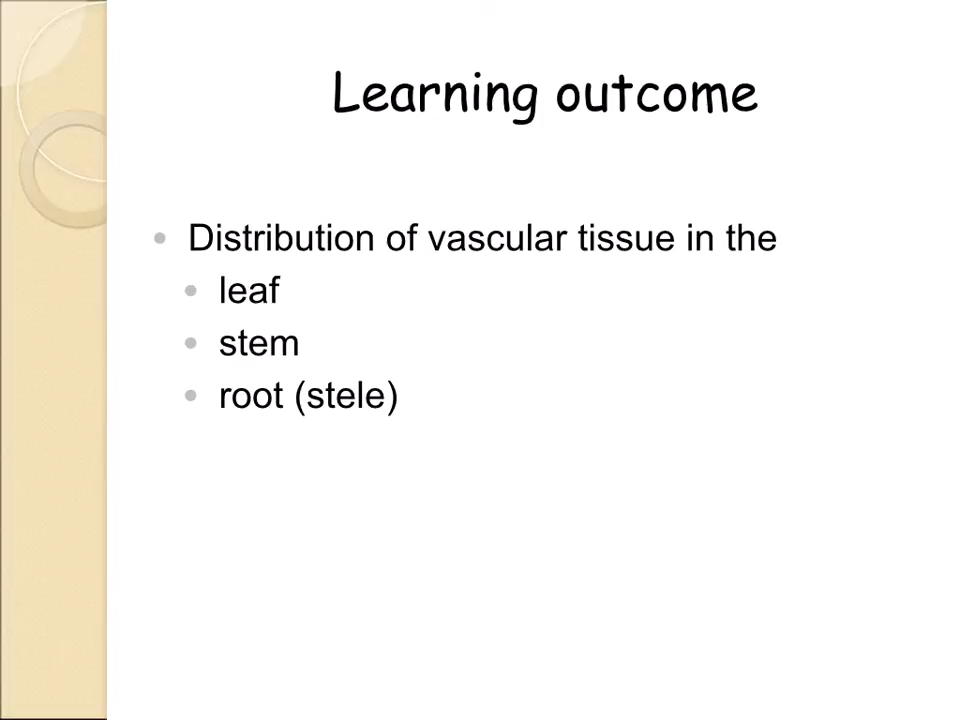 Learning outcome
• Distribution of vascular tissue in the
• leaf
• stem
• root (stele)